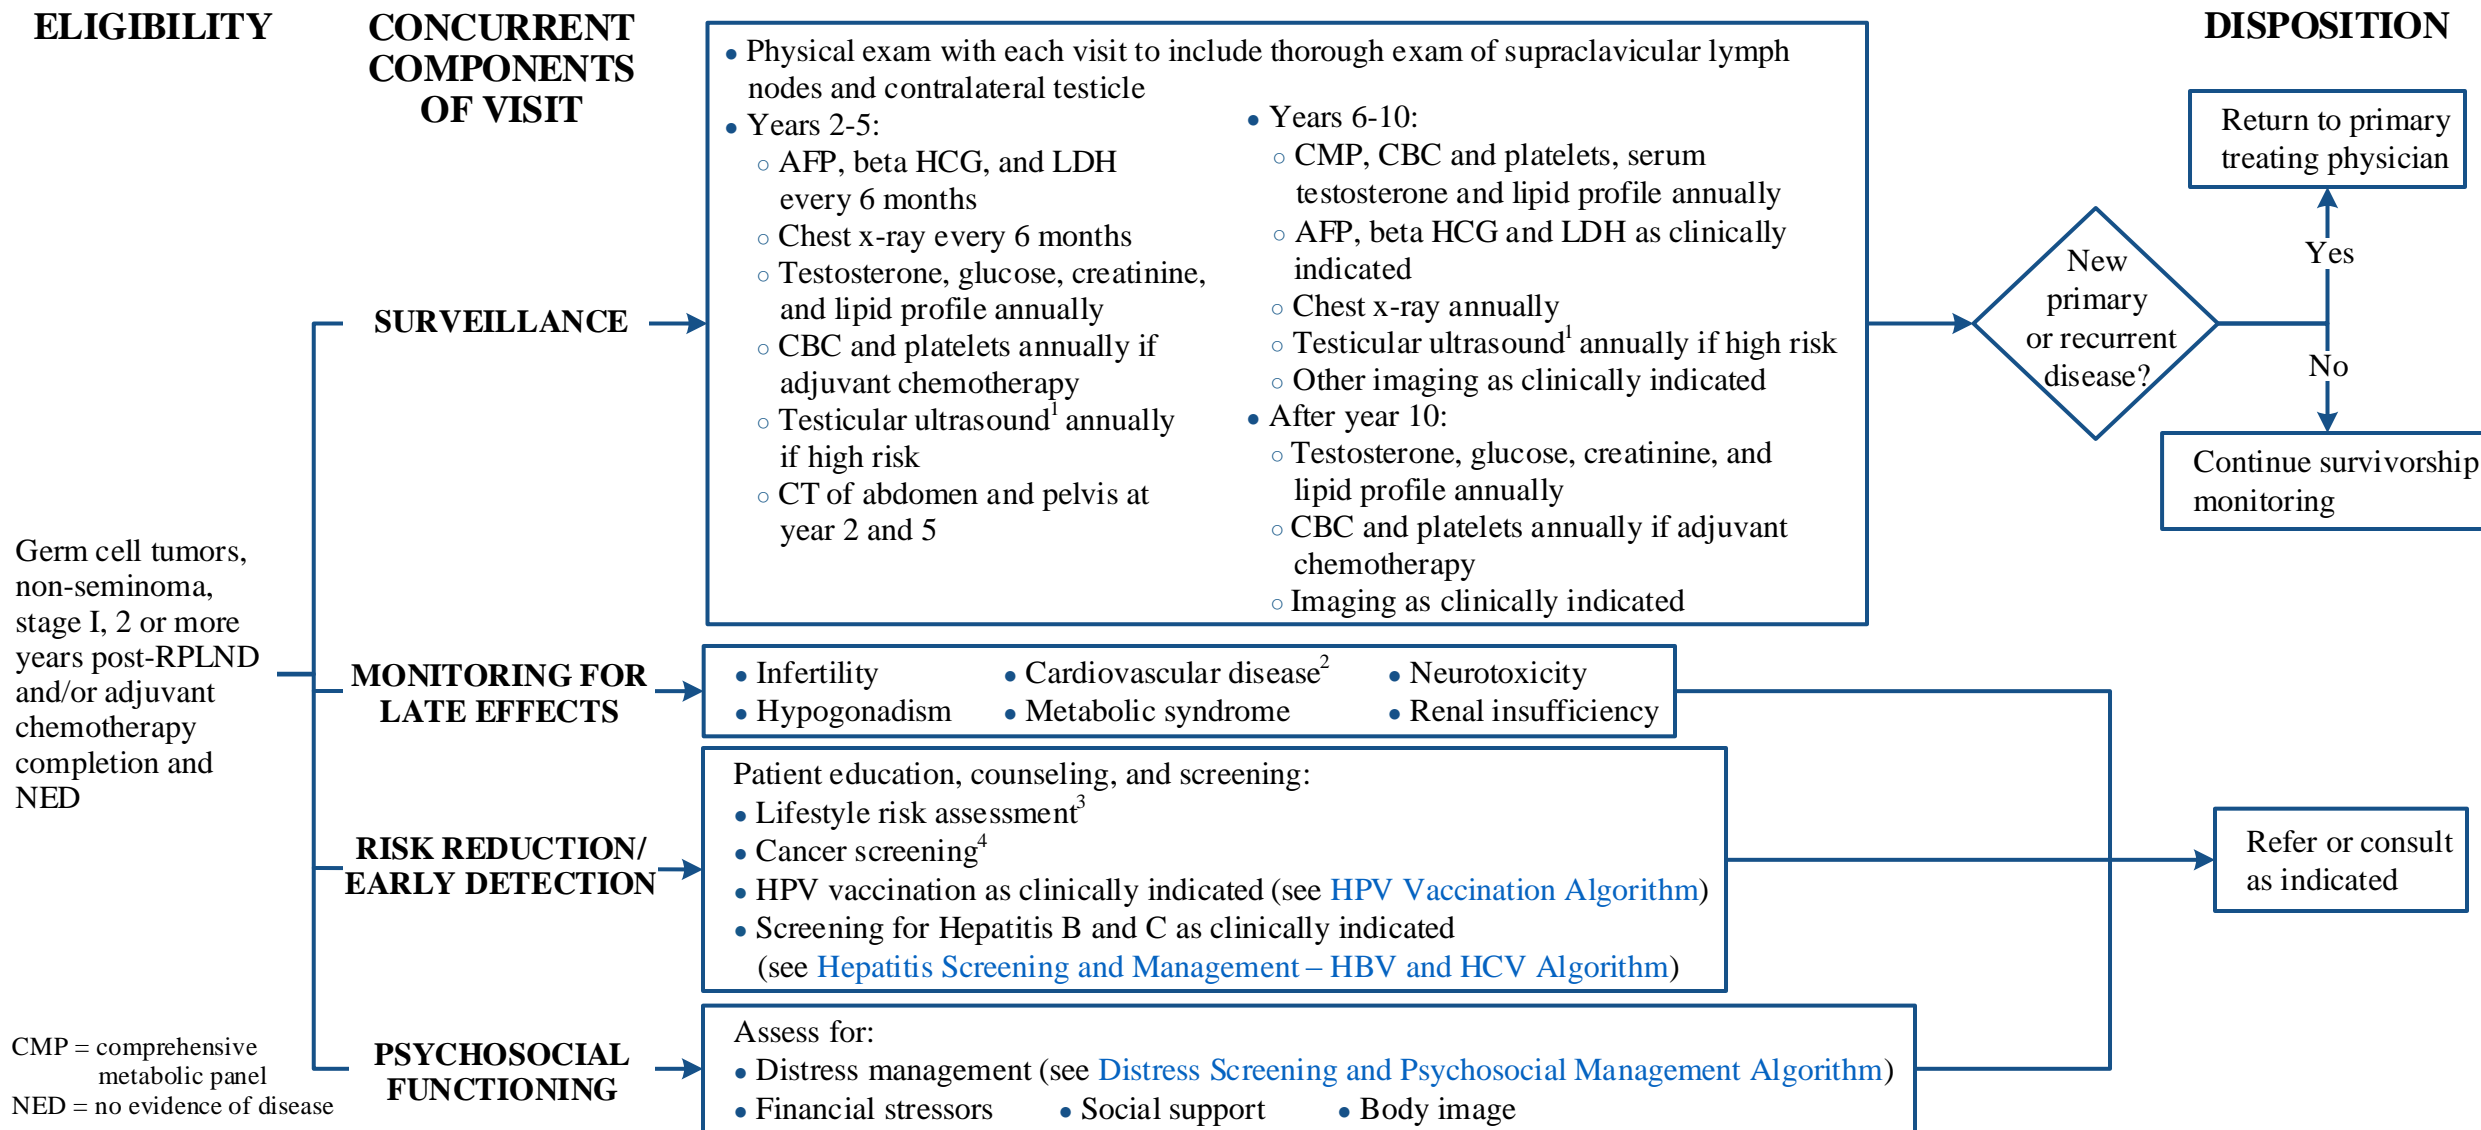 ELIGIBILITY
CONCURRENT
COMPONENTS
OF VISIT
DISPOSITION
Germ cell tumors,
non-seminoma,
stage I, 2 or more
years post-RPLND
and/or adjuvant
chemotherapy
completion and
NED
SURVEILLANCE
• Physical exam with each visit to include thorough exam of supraclavicular lymph
nodes and contralateral testicle
• Years 2-5:
○ AFP, beta HCG, and LDH
every 6 months
○ Chest x-ray every 6 months
○ Testosterone, glucose, creatinine,
and lipid profile annually
○ CBC and platelets annually if
adjuvant chemotherapy
○ Testicular ultrasound¹ annually
if high risk
○ CT of abdomen and pelvis at
year 2 and 5
• Years 6-10:
○ CMP, CBC and platelets, serum
testosterone and lipid profile annually
○ AFP, beta HCG and LDH as clinically
indicated
○ Chest x-ray annually
○ Testicular ultrasound¹ annually if high risk
○ Other imaging as clinically indicated
• After year 10:
○ Testosterone, glucose, creatinine, and
lipid profile annually
○ CBC and platelets annually if adjuvant
chemotherapy
○ Imaging as clinically indicated
New
primary
or recurrent
disease?
Yes
No
Return to primary
treating physician
Continue survivorship
monitoring
MONITORING FOR
LATE EFFECTS
• Infertility • Cardiovascular disease² • Neurotoxicity
• Hypogonadism • Metabolic syndrome • Renal insufficiency
RISK REDUCTION/
EARLY DETECTION
Patient education, counseling, and screening:
• Lifestyle risk assessment³
• Cancer screening⁴
• HPV vaccination as clinically indicated (see HPV Vaccination Algorithm)
• Screening for Hepatitis B and C as clinically indicated
(see Hepatitis Screening and Management – HBV and HCV Algorithm)
Refer or consult
as indicated
PSYCHOSOCIAL
FUNCTIONING
Assess for:
• Distress management (see Distress Screening and Psychosocial Management Algorithm)
• Financial stressors • Social support • Body image
CMP = comprehensive
metabolic panel
NED = no evidence of disease